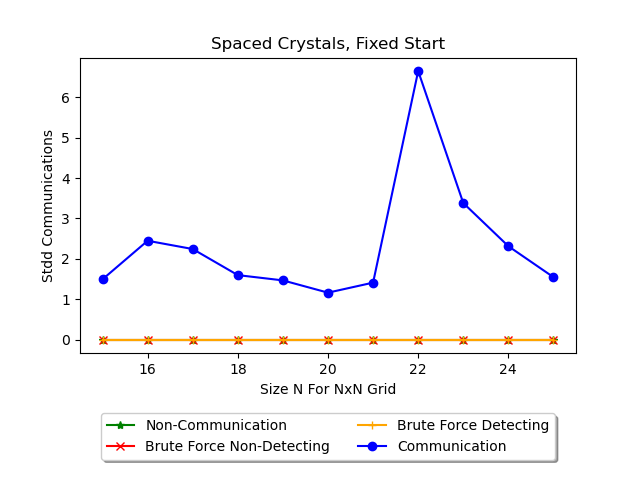 Spaced Crystals, Fixed Start
Stdd Communications
6
5
4
3
2
1
0
16 18 20 22 24
Size N For NxN Grid
Non-Communication
Brute Force Non-Detecting
Brute Force Detecting
Communication